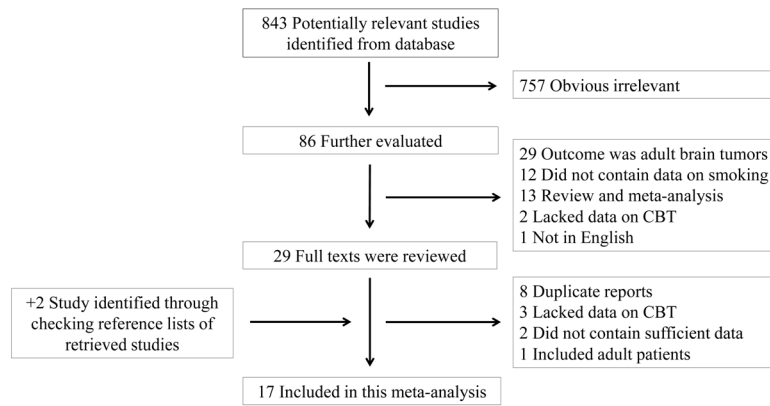 843 Potentially relevant studies
identified from database
757 Obvious irrelevant
86 Further evaluated
29 Outcome was adult brain tumors
12 Did not contain data on smoking
13 Review and meta-analysis
2 Lacked data on CBT
1 Not in English
29 Full texts were reviewed
+2 Study identified through
checking reference lists of
retrieved studies
8 Duplicate reports
3 Lacked data on CBT
2 Did not contain sufficient data
1 Included adult patients
17 Included in this meta-analysis